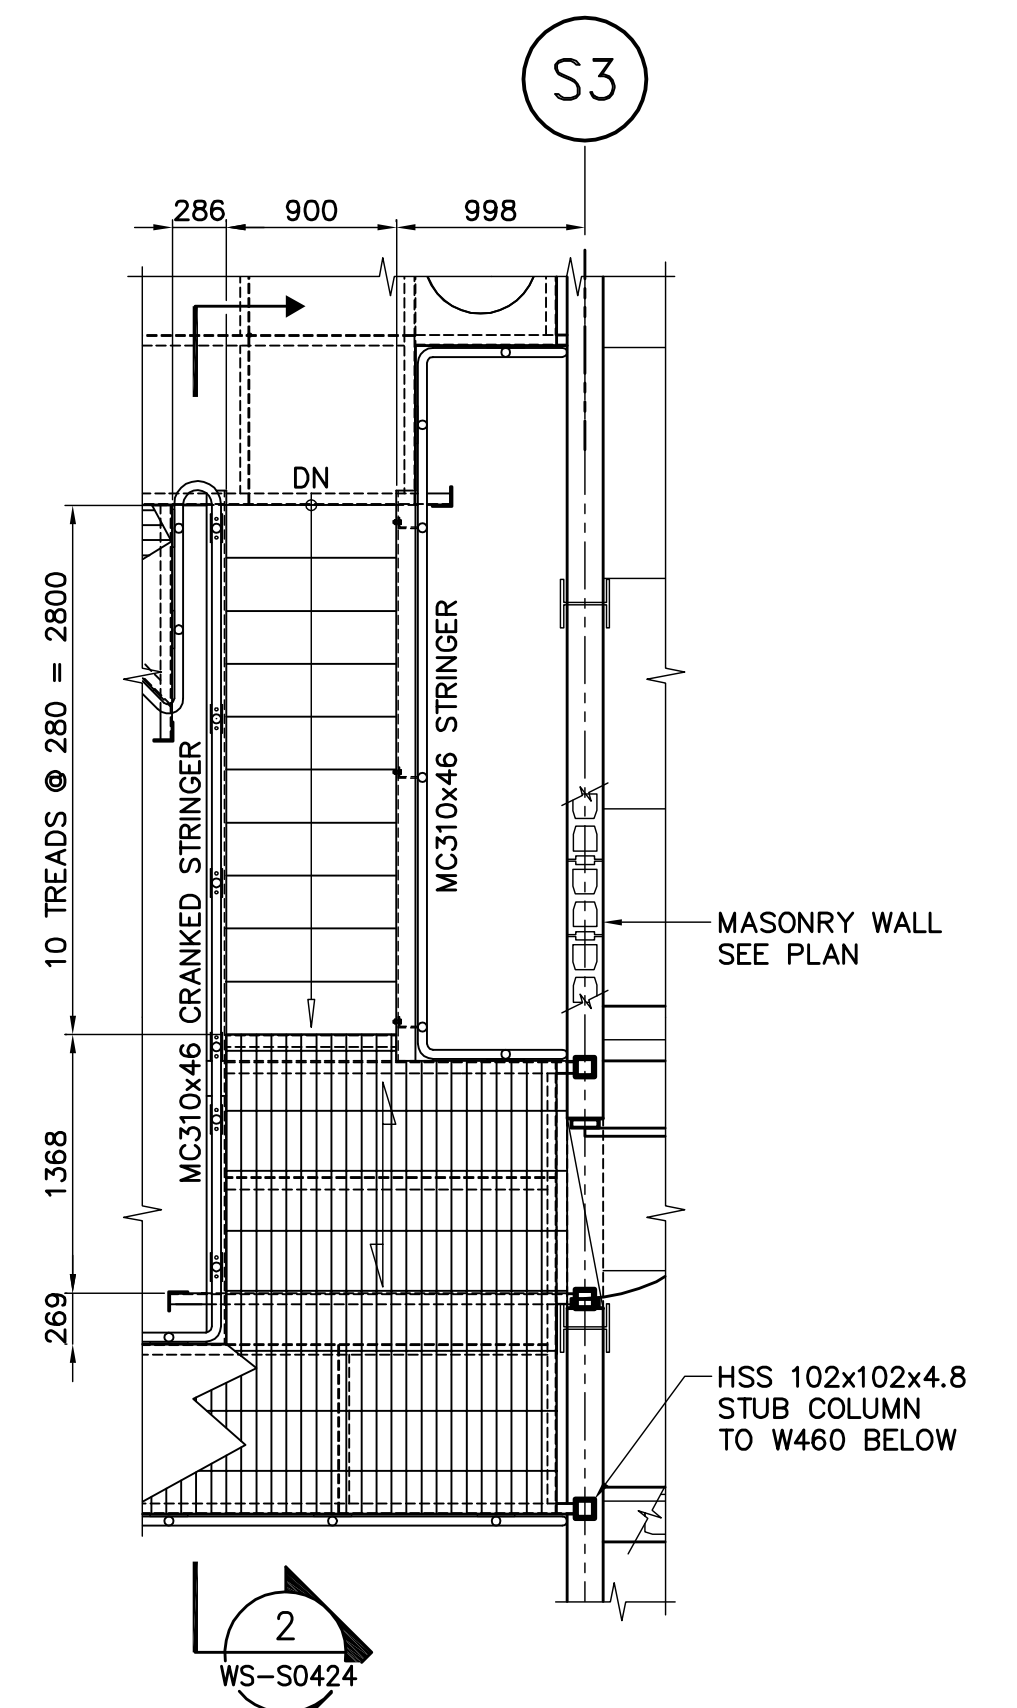 S3
286
900
998
DN
10 TREADS @ 280 = 2800
MC310x46 STRINGER
MC310x46 CRANKED STRINGER
MASONRY WALL
SEE PLAN
1368
269
HSS 102x102x4.8
STUB COLUMN
TO W460 BELOW
2
WS-S0424